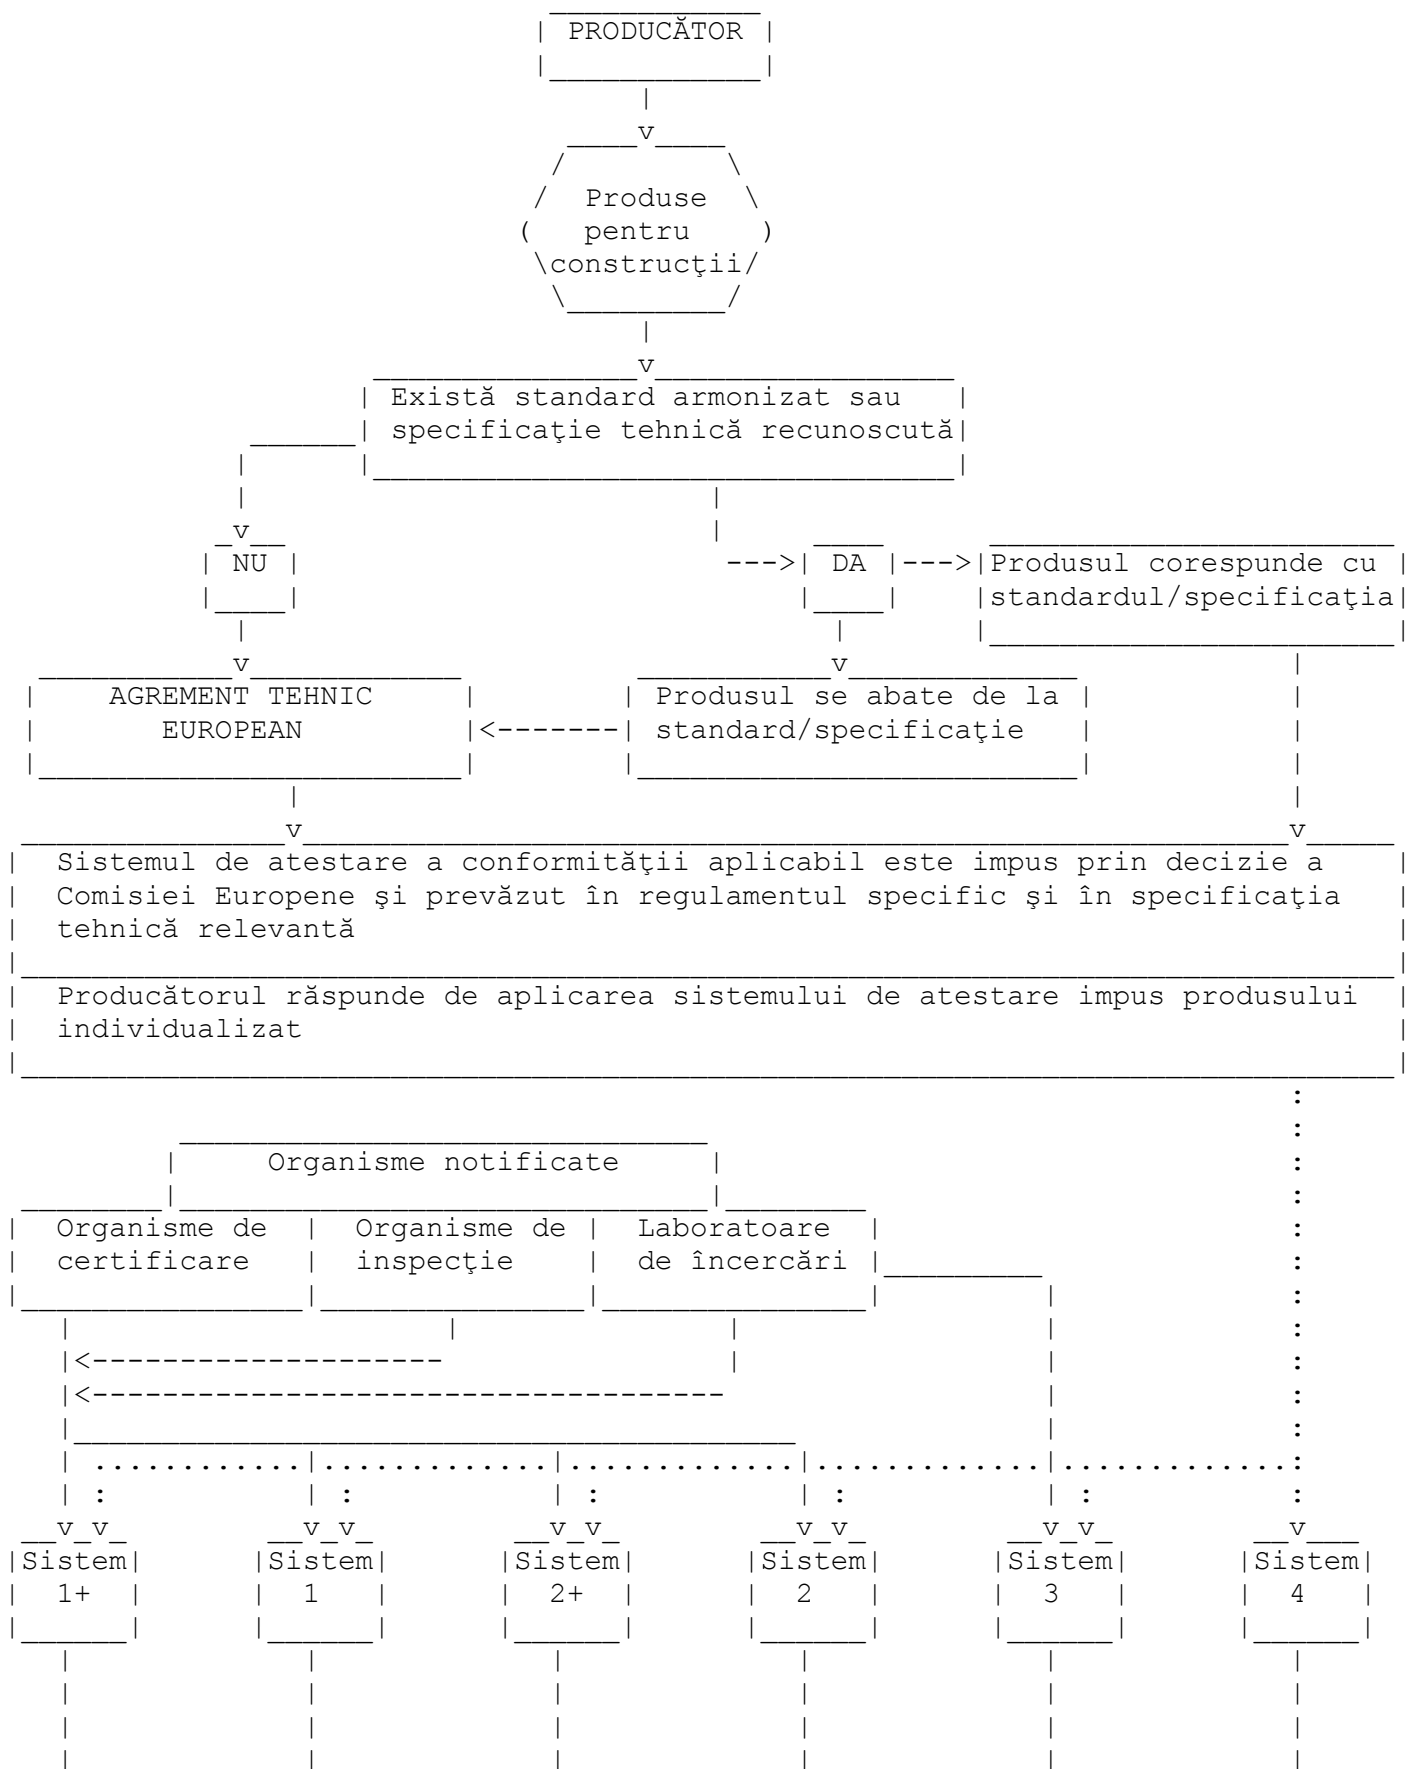 PRODUCĂTOR
Produse
pentru
construcţii
Există standard armonizat sau
specificaţie tehnică recunoscută
NU
DA
Produsul corespunde cu
standardul/specificaţia
AGREMENT TEHNIC
EUROPEAN
Produsul se abate de la
standard/specificaţie
Sistemul de atestare a conformităţii aplicabil este impus prin decizie a
Comisiei Europene şi prevăzut în regulamentul specific şi în specificaţia
tehnică relevantă
Producătorul răspunde de aplicarea sistemului de atestare impus produsului
individualizat
Organisme notificate
Organisme de
certificare
Organisme de
inspecţie
Laboratoare
de încercări
Sistem
1+
Sistem
1
Sistem
2+
Sistem
2
Sistem
3
Sistem
4